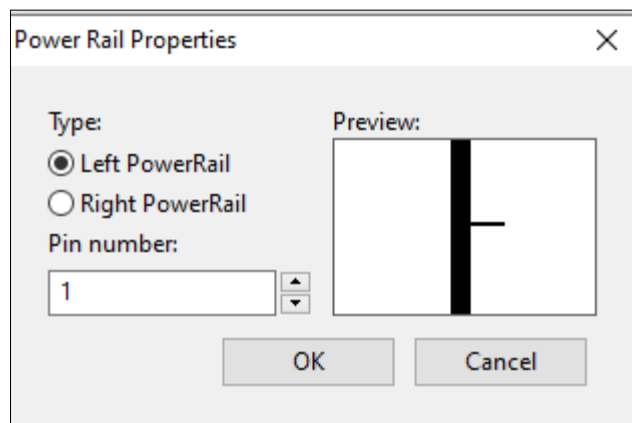 Power Rail Properties
Type:
Preview:
Left PowerRail
Right PowerRail
Pin number:
1
OK
Cancel